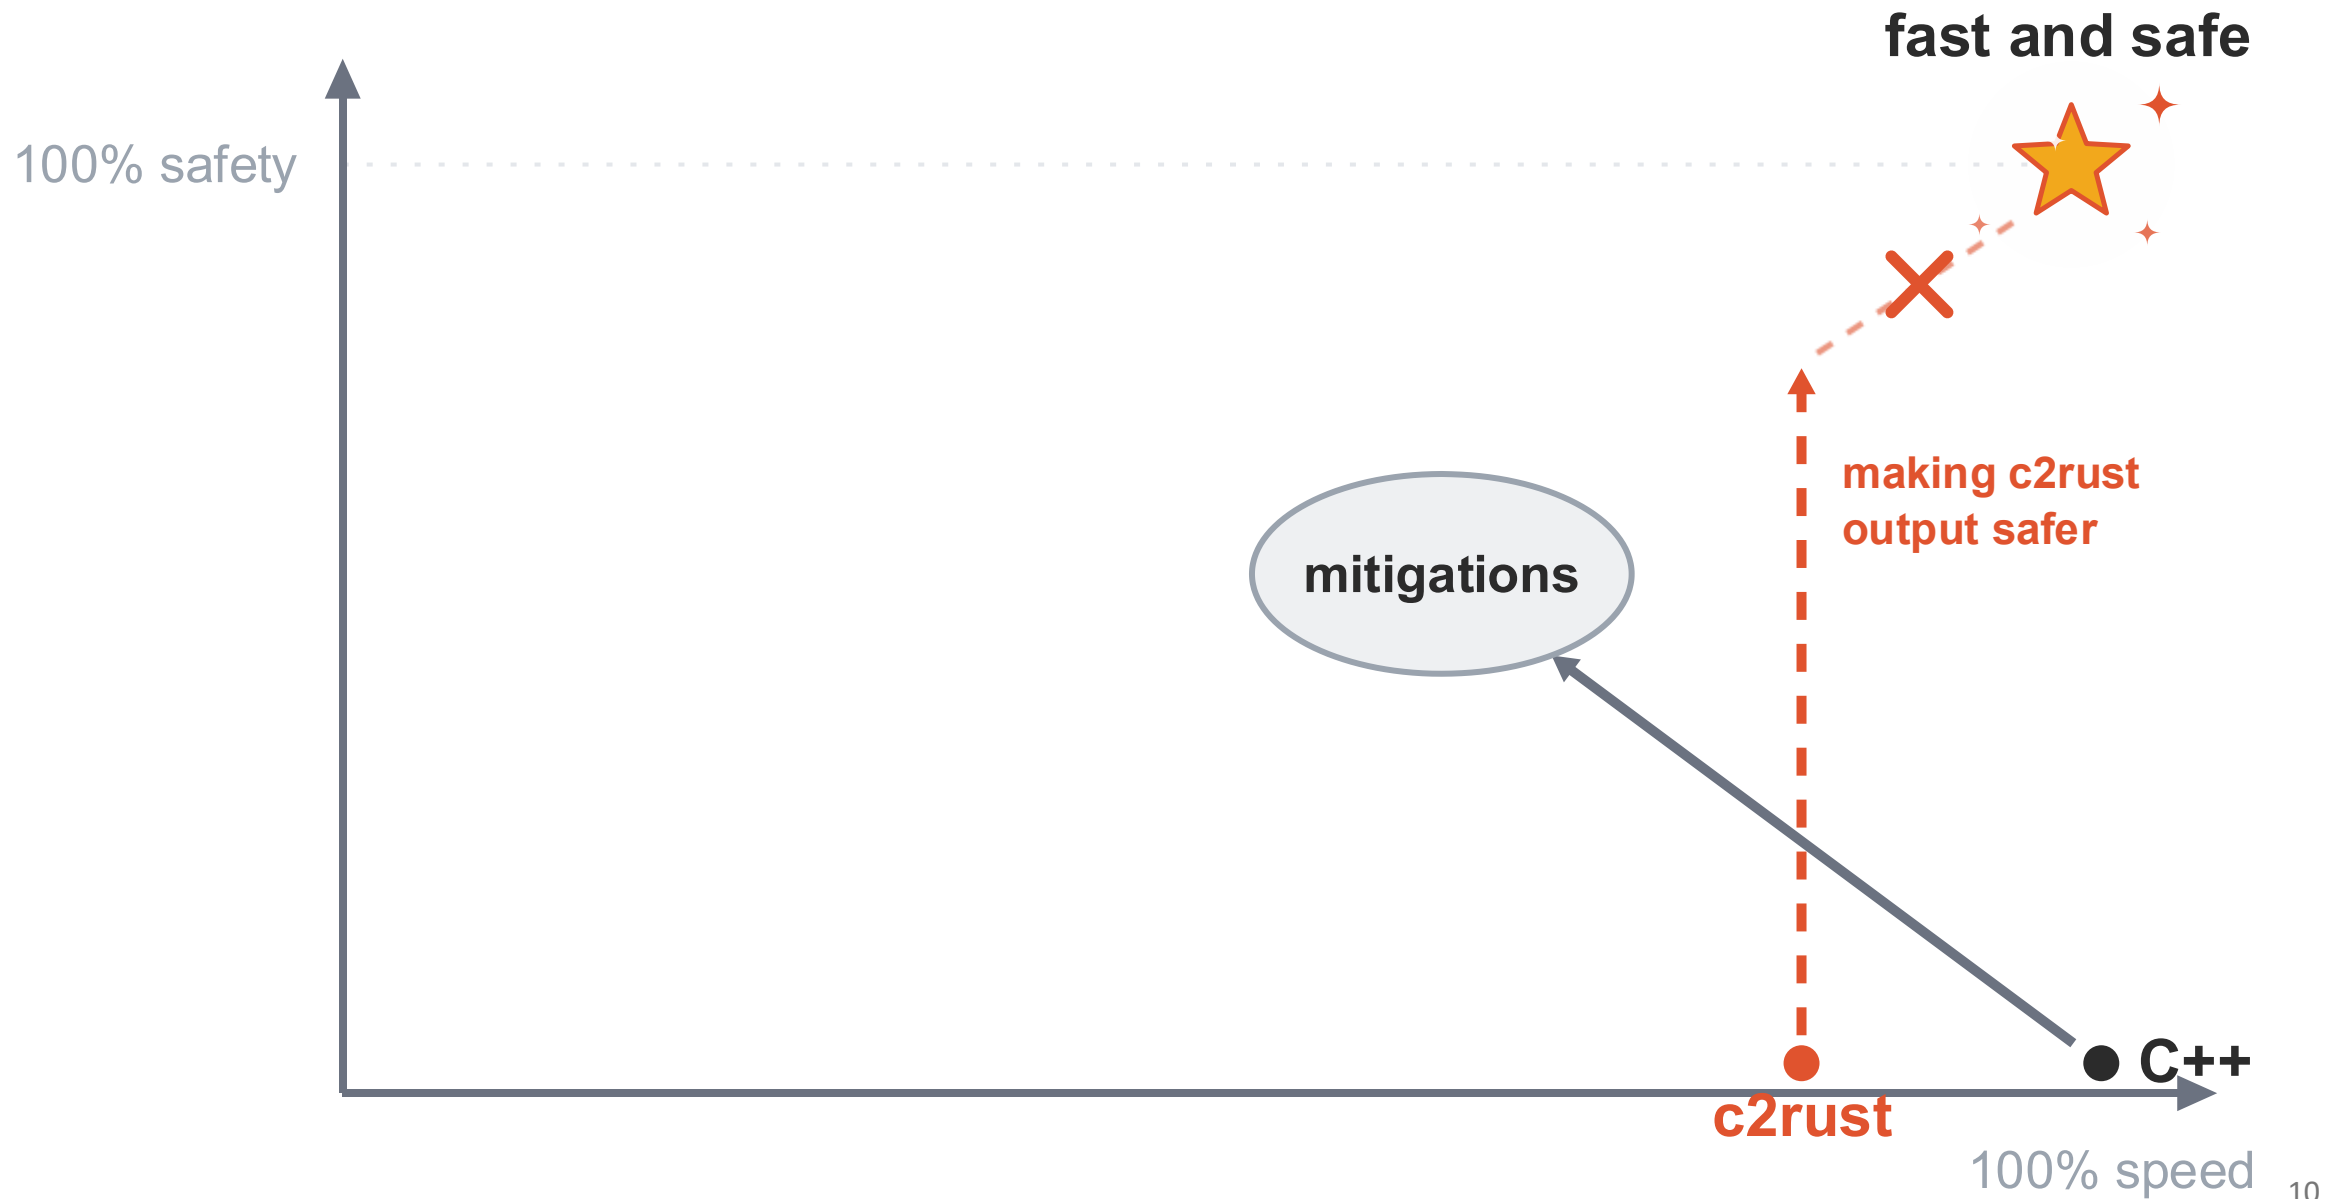 fast and safe
100% safety
making c2rust
output safer
mitigations
C++
c2rust
100% speed
10